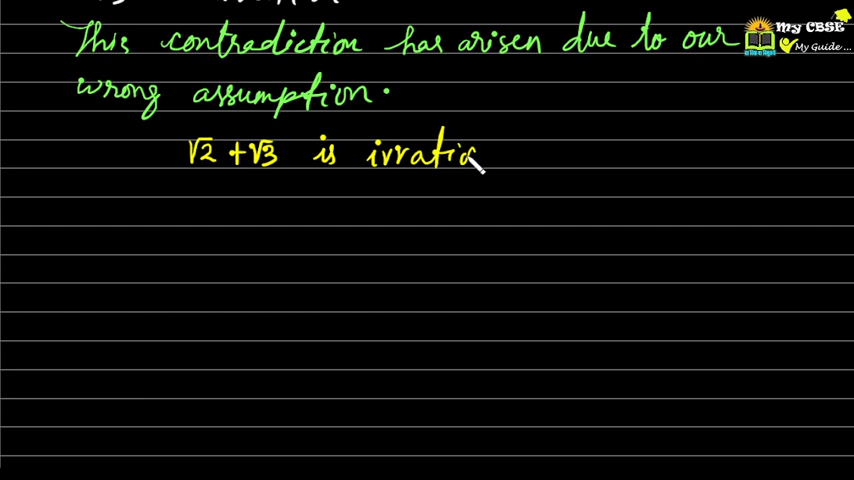 This contradiction has arisen due to our
wrong assumption.
√2 + √3 is irratio
My CBSE
My Guide...